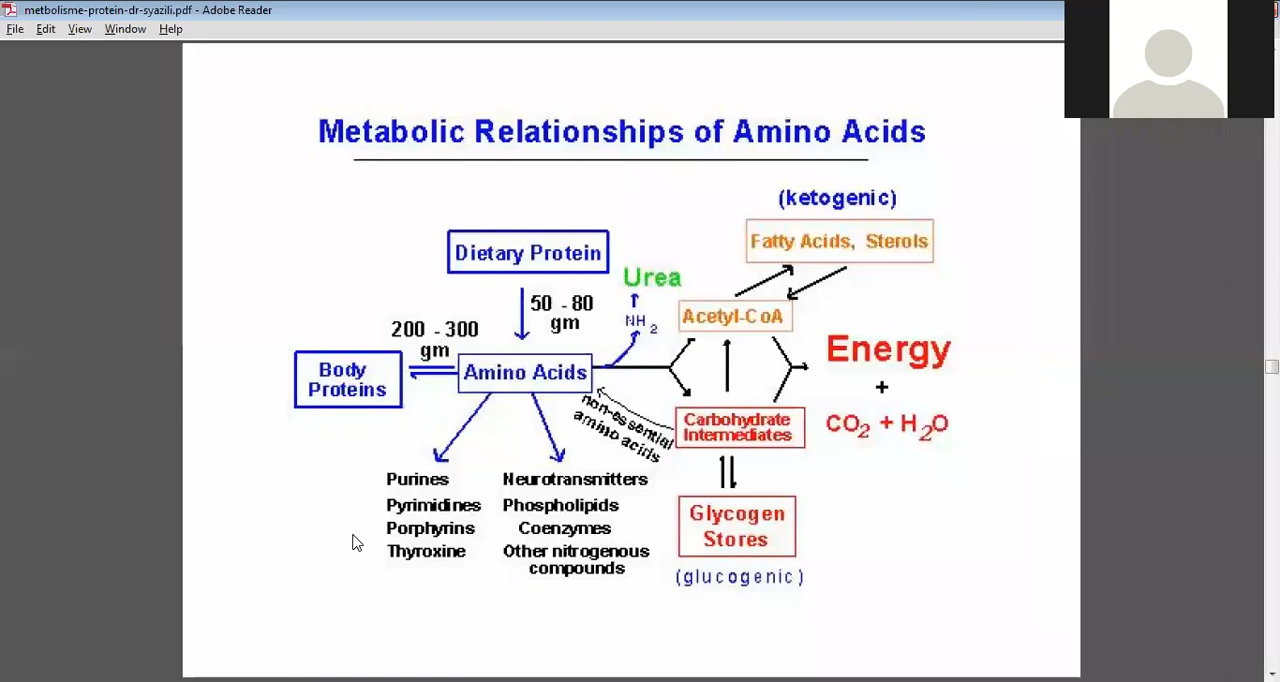 metbolisme-protein-dr-syazili.pdf - Adobe Reader
File Edit View Window Help
Metabolic Relationships of Amino Acids
(ketogenic)
Fatty Acids, Sterols
Dietary Protein
Urea
50 - 80
gm
NH2
Acetyl-CoA
200 - 300
gm
Energy
+
CO2 + H2O
Body
Proteins
Amino Acids
non-essential
amino acids
Carbohydrate
Intermediates
Purines
Pyrimidines
Porphyrins
Thyroxine
Neurotransmitters
Phospholipids
Coenzymes
Other nitrogenous
compounds
Glycogen
Stores
(glucogenic)